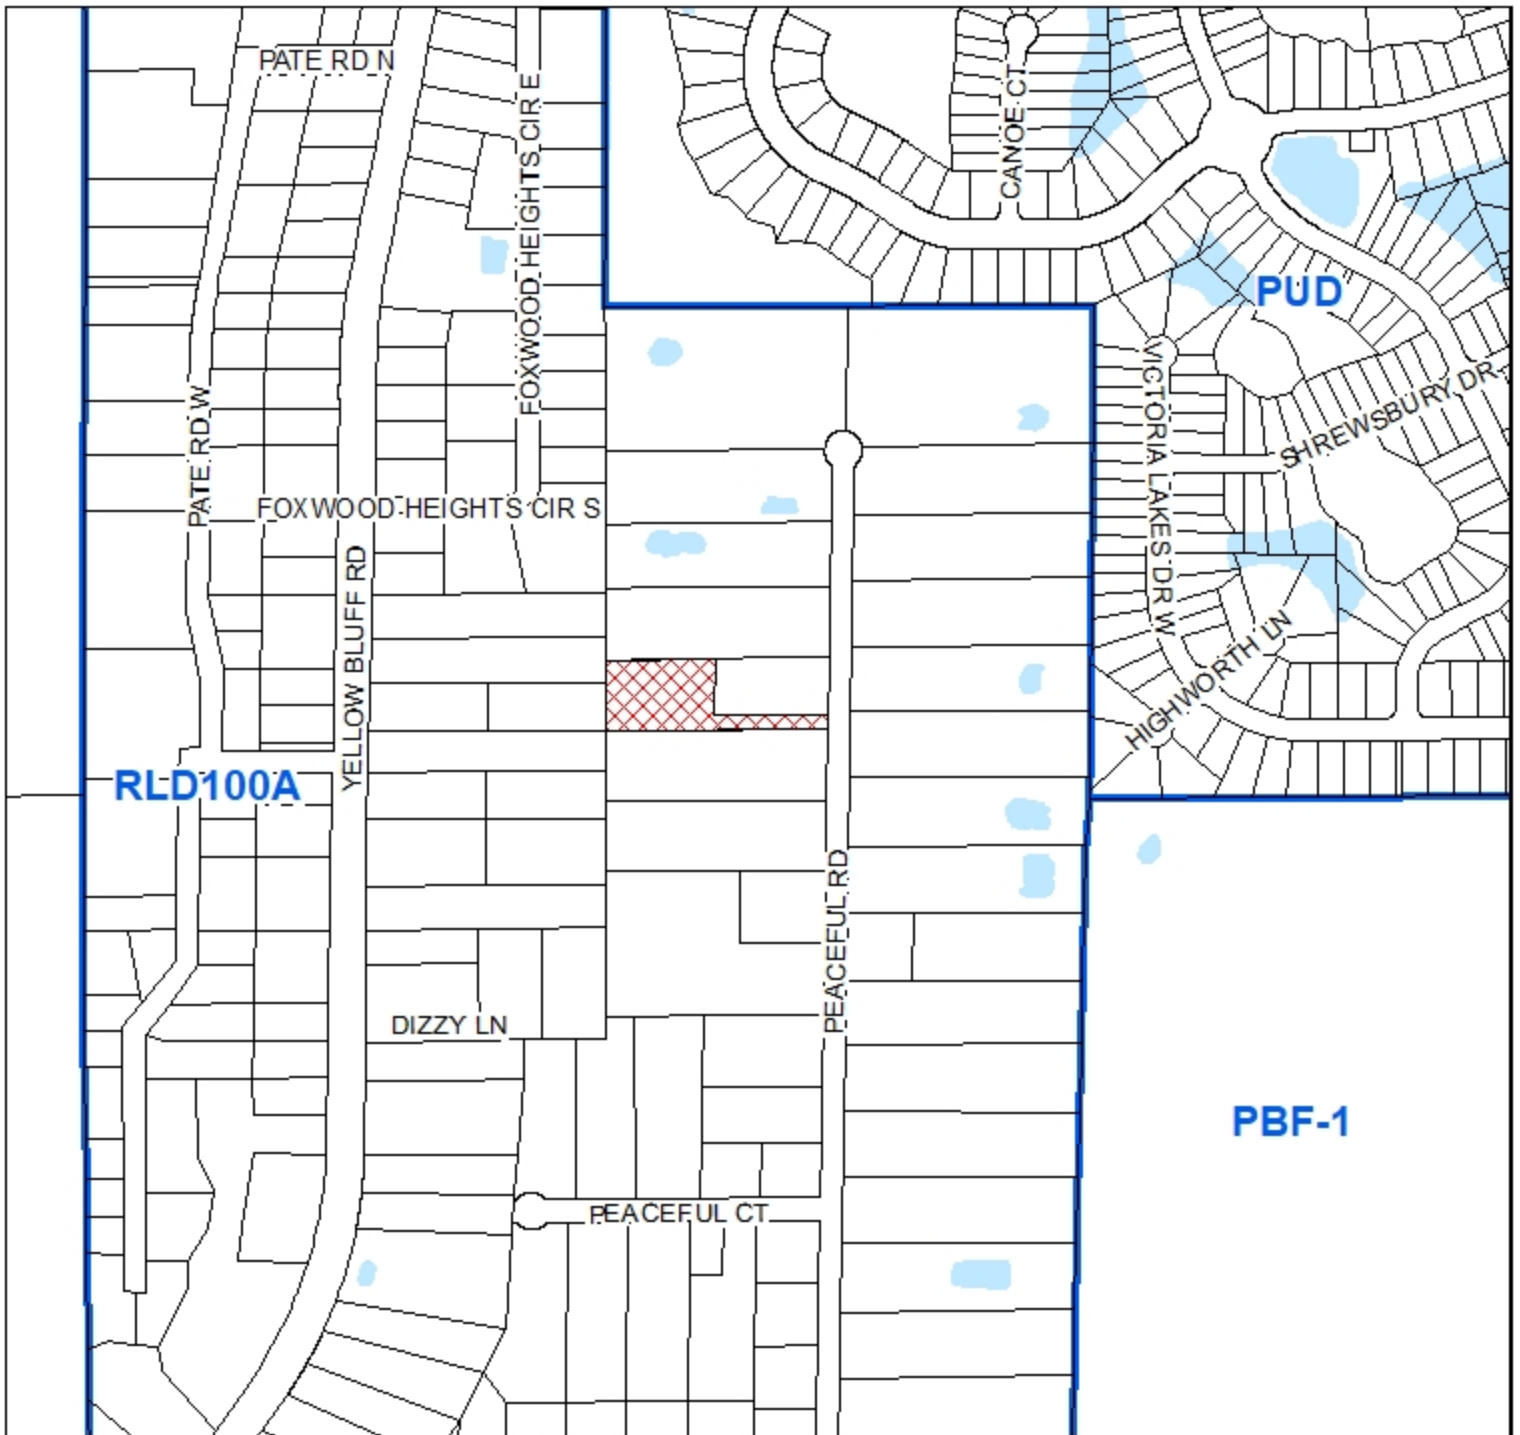 PATE RD N
FOXWOOD HEIGHTS CIR E
CANOE CT
PUD
VICTORIA LAKES DR W
SHREWSBURY DR
PATE RD W
FOXWOOD HEIGHTS CIR S
YELLOW BLUFF RD
HIGHWORTH LN
RLD100A
PEACEFUL RD
DIZZY LN
PBF-1
PEACEFUL CT